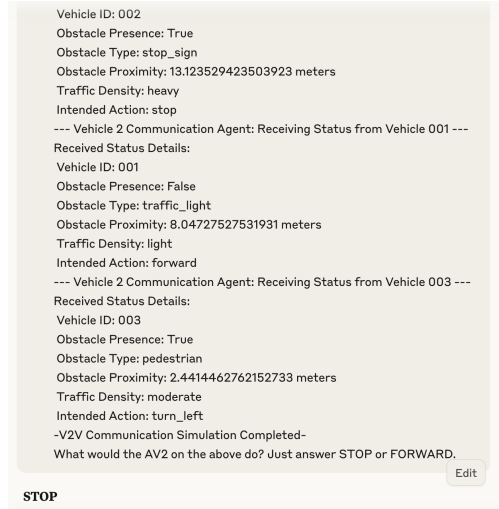 Vehicle ID: 002
Obstacle Presence: True
Obstacle Type: stop_sign
Obstacle Proximity: 13.123529423503923 meters
Traffic Density: heavy
Intended Action: stop
--- Vehicle 2 Communication Agent: Receiving Status from Vehicle 001 ---
Received Status Details:
Vehicle ID: 001
Obstacle Presence: False
Obstacle Type: traffic_light
Obstacle Proximity: 8.04727527531931 meters
Traffic Density: light
Intended Action: forward
--- Vehicle 2 Communication Agent: Receiving Status from Vehicle 003 ---
Received Status Details:
Vehicle ID: 003
Obstacle Presence: True
Obstacle Type: pedestrian
Obstacle Proximity: 2.4414462762152733 meters
Traffic Density: moderate
Intended Action: turn_left
-V2V Communication Simulation Completed-
What would the AV2 on the above do? Just answer STOP or FORWARD.
Edit
STOP